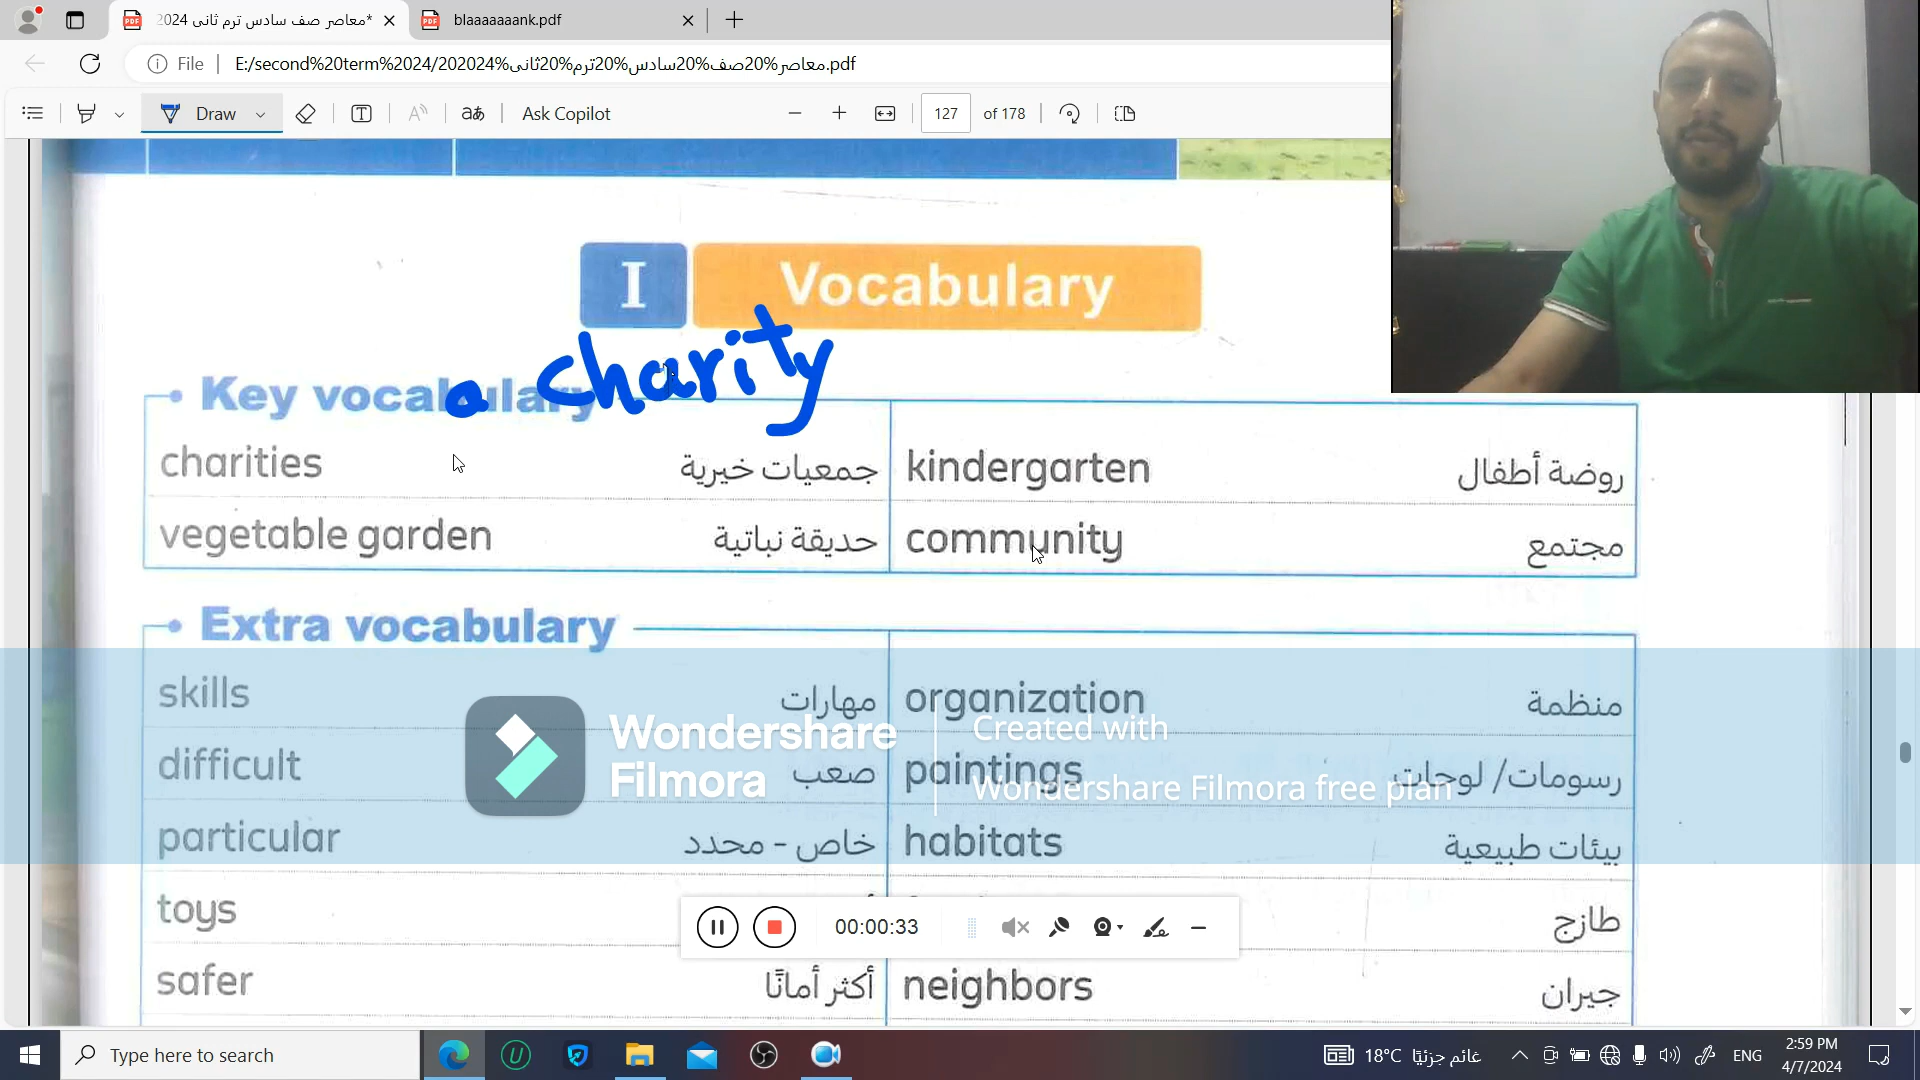 *معاصر صف سادس ترم ثانى 2024
blaaaaaaank.pdf
File
E:/second%20term%2024/202024%معاصر%20صف%20سادس%20ترم%20ثانى.pdf
Draw
aあ
Ask Copilot
127 of 178
I Vocabulary
a charity
Key vocabulary
charities جمعيات خيرية kindergarten روضة أطفال
vegetable garden حديقة نباتية community مجتمع
Extra vocabulary
skills مهارات organization منظمة
difficult صعب paintings رسومات/ لوحات
particular خاص - محدد habitats بيئات طبيعية
toys طازج
safer أكثر أمانًا neighbors جيران
Wondershare
Filmora
Created with
Wondershare Filmora free plan
00:00:33
Type here to search
18°C غائم جزئيًا
ENG
2:59 PM
4/7/2024